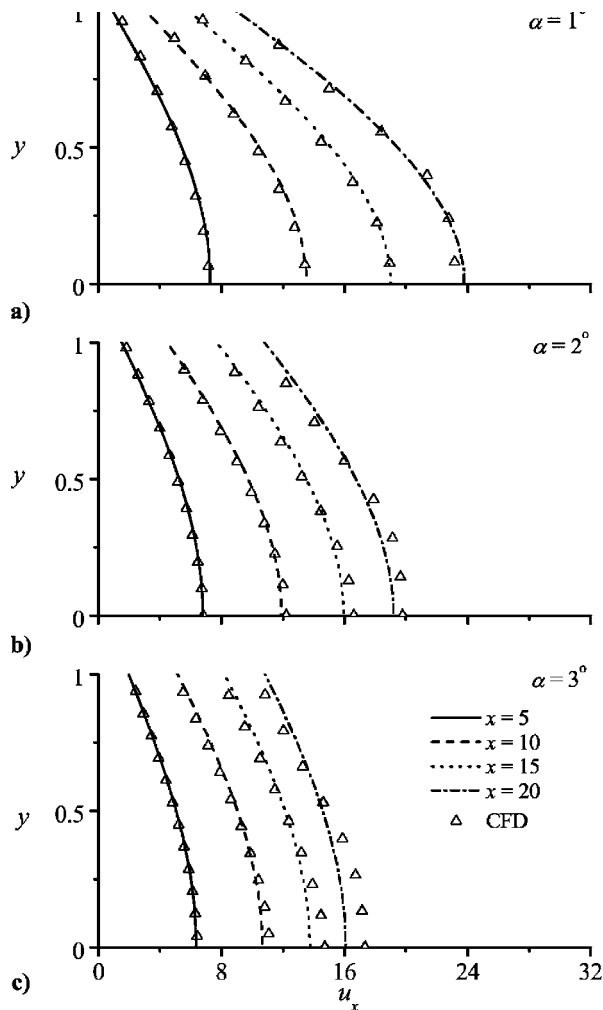 1
α = 1°
y
0.5
0
a)
1
α = 2°
y
0.5
0
b)
1
α = 3°
x = 5
x = 10
x = 15
x = 20
CFD
y
0.5
0
c)
0 8 16 24 32
uₓ